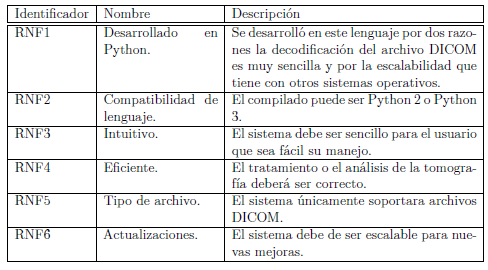 Identificador Nombre Descripción
RNF1 Desarrollado en Se desarrolló en este lenguaje por dos razo-
Python. nes la decodificación del archivo DICOM
es muy sencilla y por la escalabilidad que
tiene con otros sistemas operativos.
RNF2 Compatibilidad de El compilado puede ser Python 2 o Python
lenguaje. 3.
RNF3 Intuitivo. El sistema debe ser sencillo para el usuario
que sea fácil su manejo.
RNF4 Eficiente. El tratamiento o el análisis de la tomogra-
fía deberá ser correcto.
RNF5 Tipo de archivo. El sistema únicamente soportara archivos
DICOM.
RNF6 Actualizaciones. El sistema debe de ser escalable para nue-
vas mejoras.